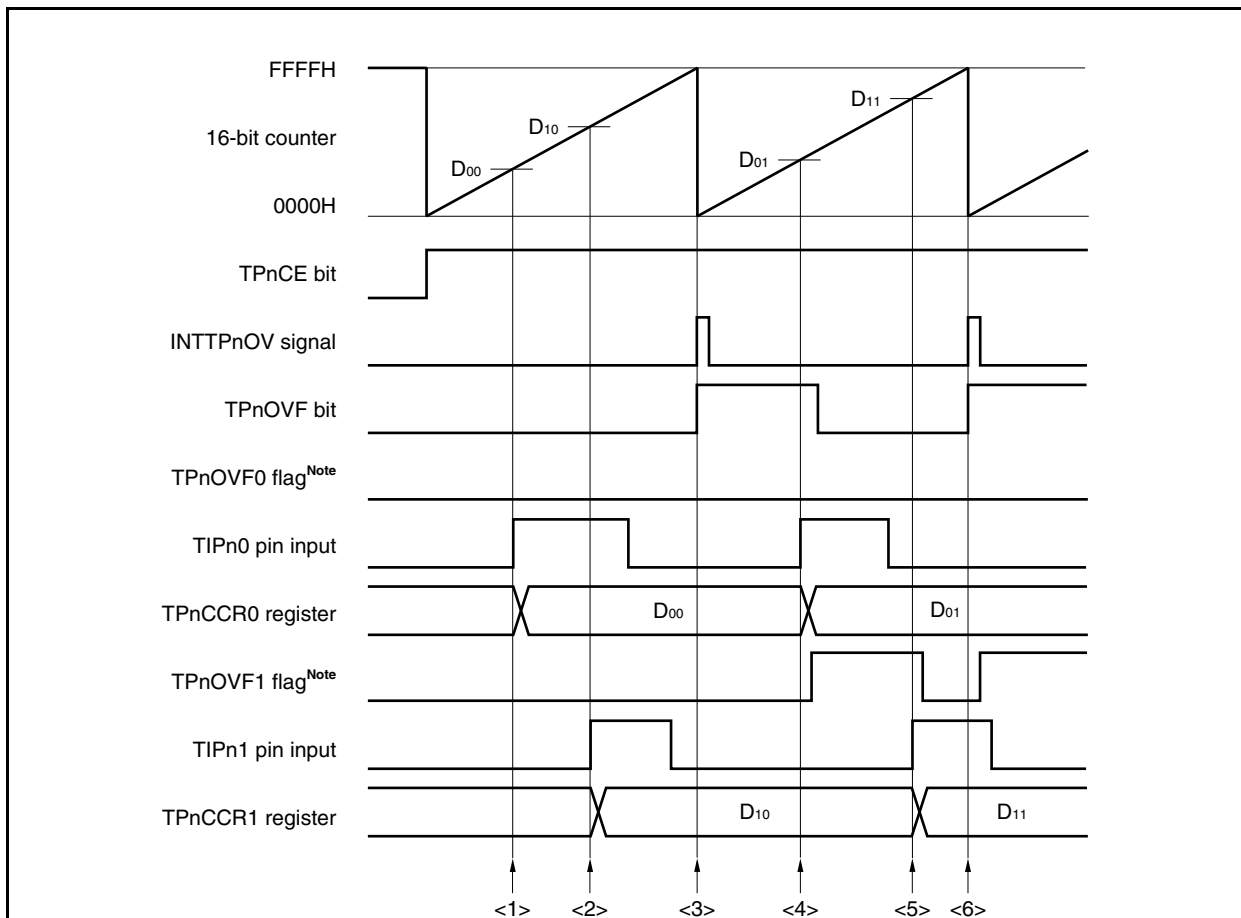 FFFFH
D11
D10
16-bit counter
D00
D01
0000H
TPnCE bit
INTTPnOV signal
TPnOVF bit
TPnOVF0 flagNote
TIPn0 pin input
TPnCCR0 register
D00
D01
TPnOVF1 flagNote
TIPn1 pin input
TPnCCR1 register
D10
D11
<1> <2> <3> <4> <5> <6>